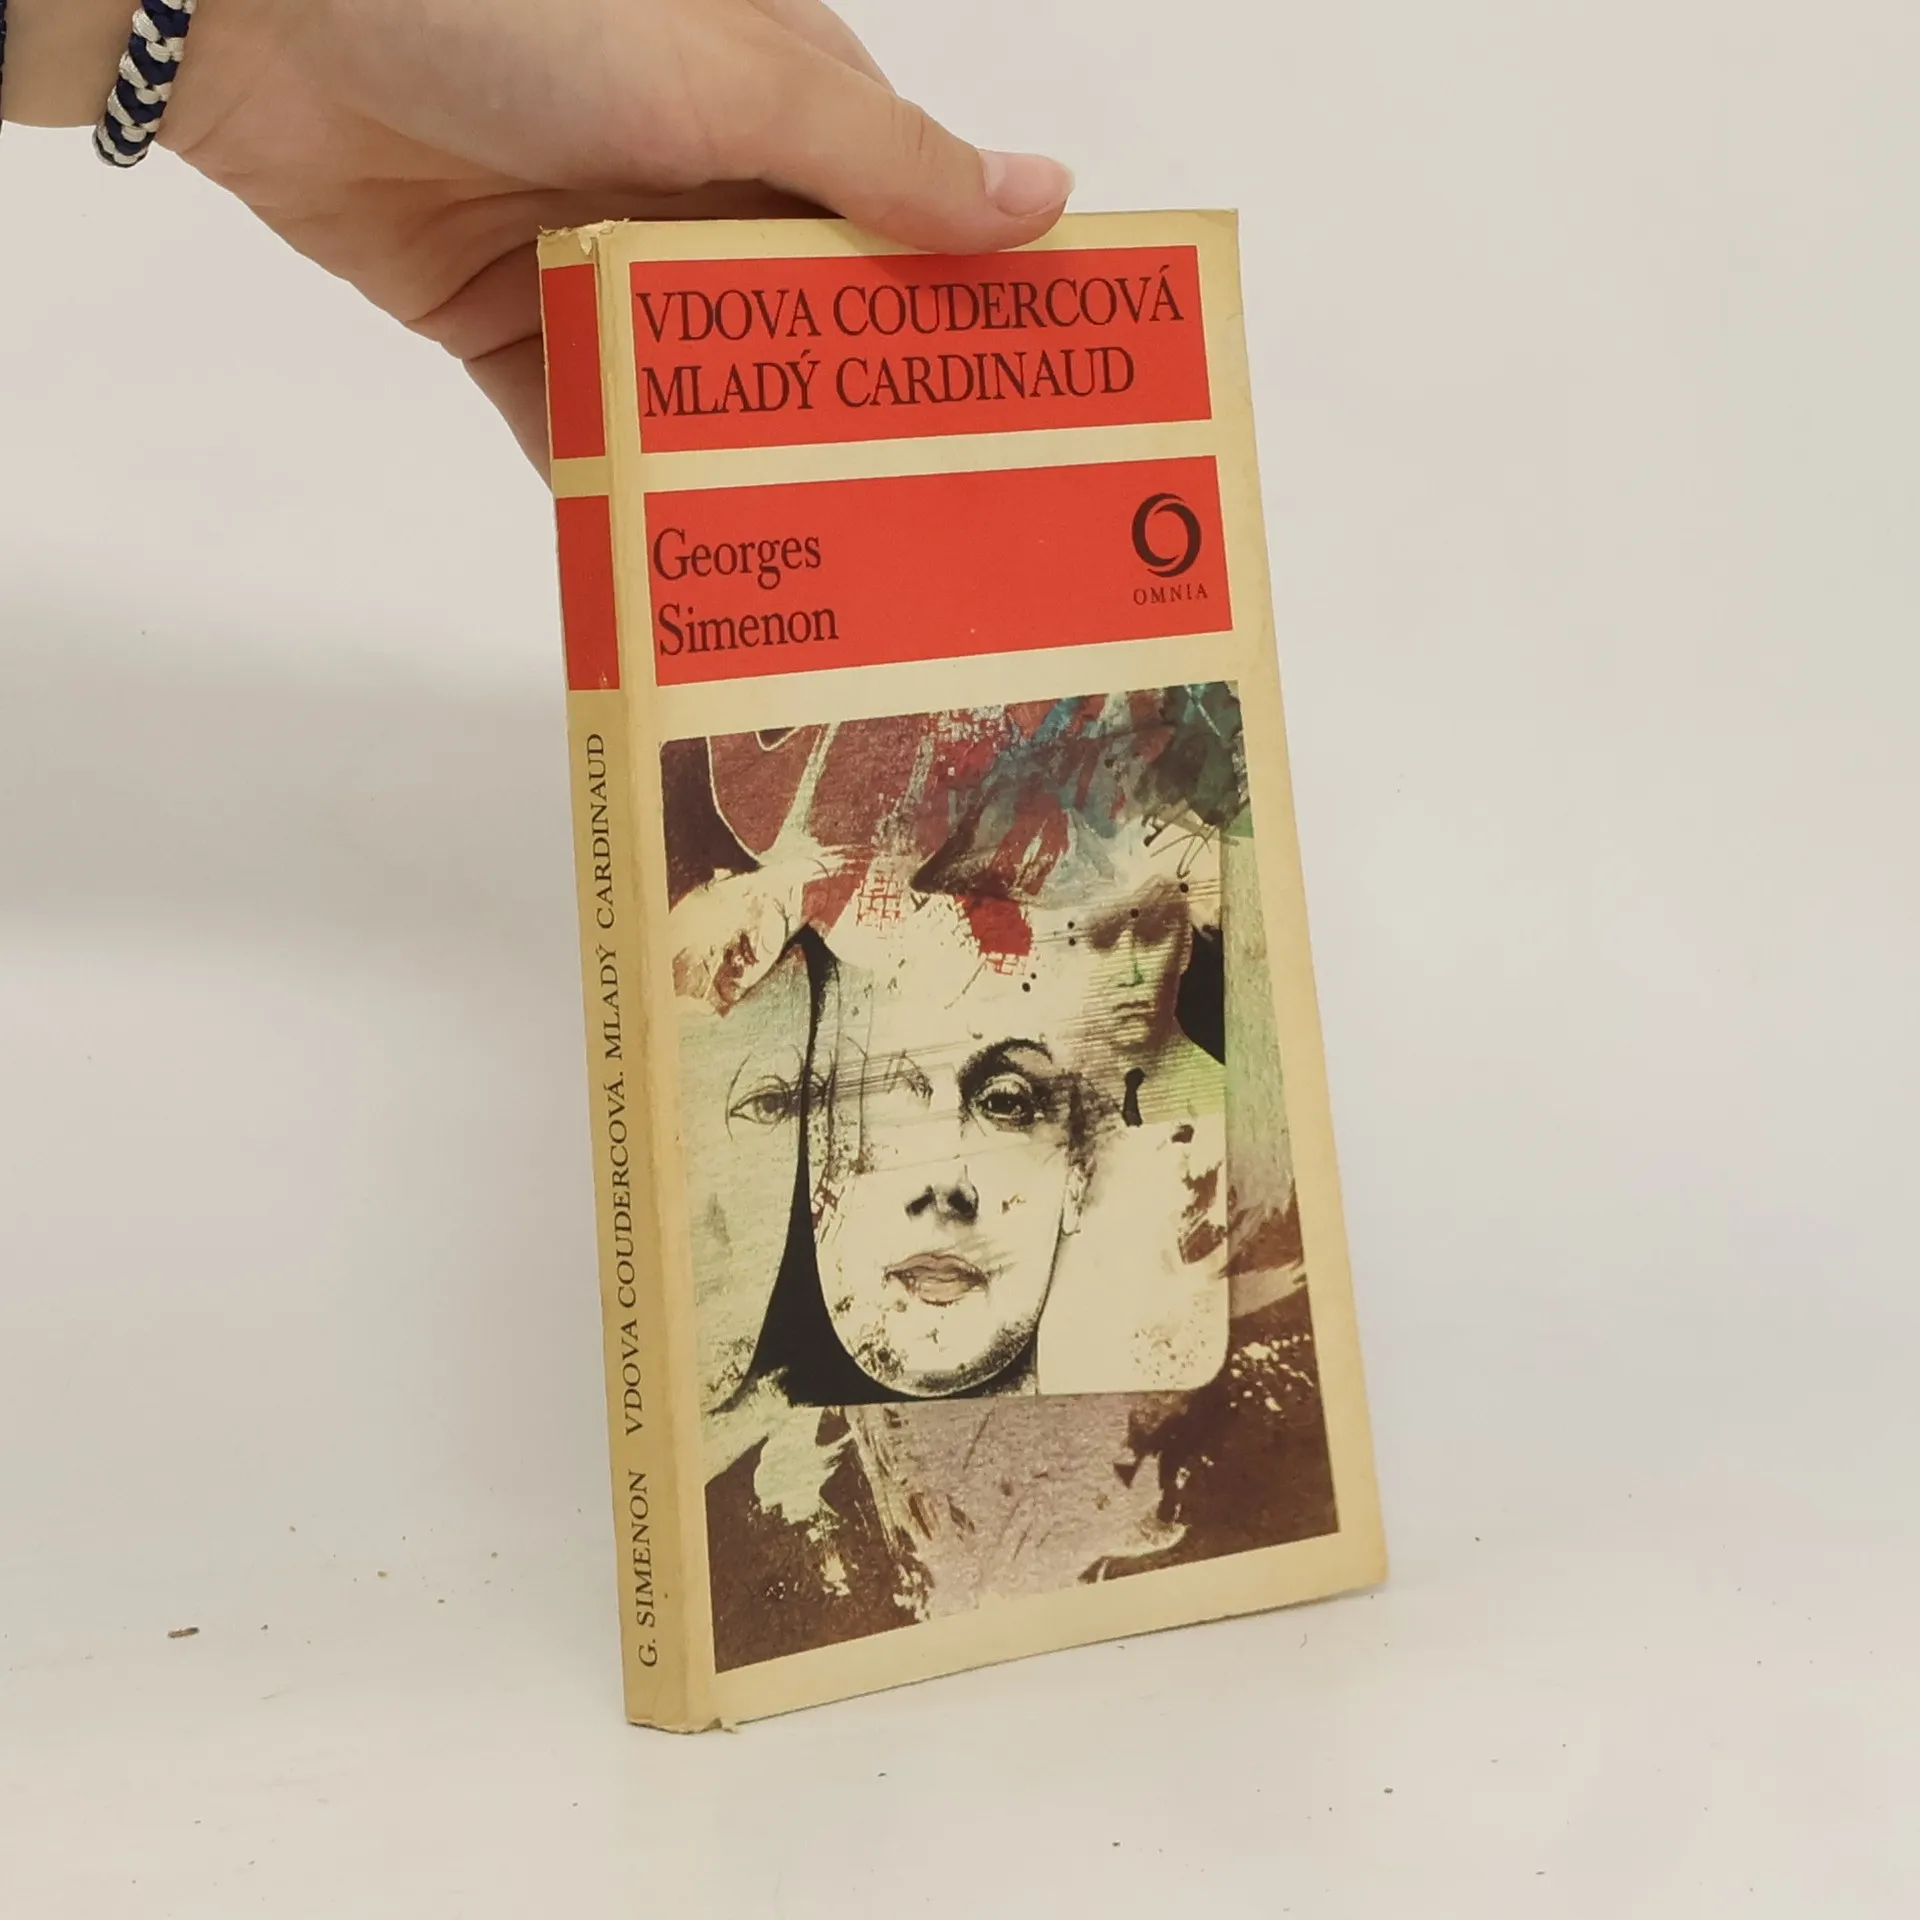 VDOVA COUDERCOVÁ
MLADÝ CARDINAUD
Georges
Simenon
OMNIA
G. SIMENON VDOVA COUDERCOVÁ. MLADÝ CARDINAUD